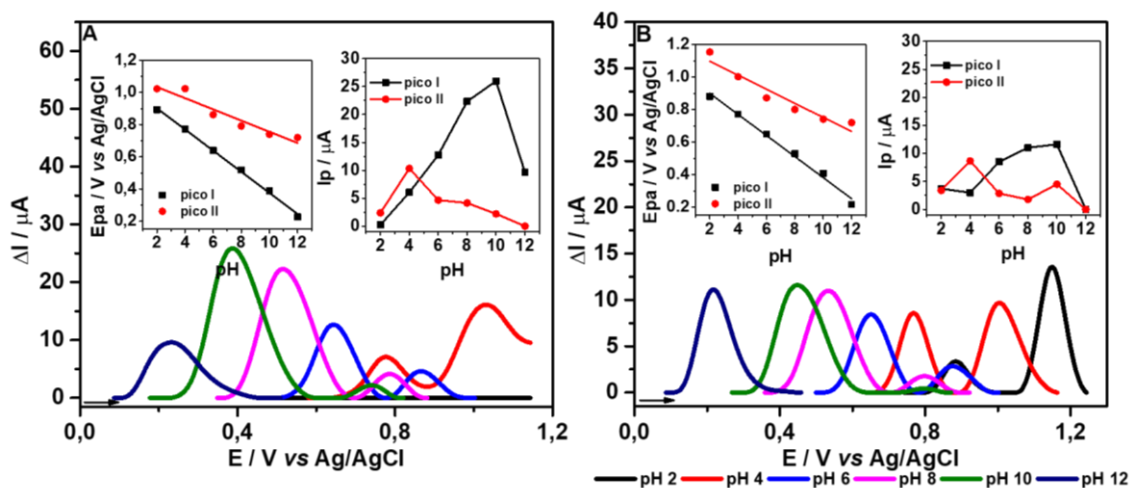 A
60
50
40
30
20
10
0
ΔI / µA
0,0
0,4
0,8
1,2
E / V vs Ag/AgCl
1,2
1,0
0,8
0,6
0,4
0,2
Epa / V vs Ag/AgCl
pico I
pico II
2 4 6 8 10 12
pH
30
25
20
15
10
5
0
Ip / µA
pico I
pico II
2 4 6 8 10 12
pH
B
40
35
30
25
20
15
10
5
0
ΔI / µA
0,0
0,4
0,8
1,2
E / V vs Ag/AgCl
1.2
1.0
0.8
0.6
0.4
0.2
Epa / V vs Ag/AgCl
pico I
pico II
2 4 6 8 10 12
pH
30
25
20
15
10
5
0
Ip / µA
pico I
pico II
2 4 6 8 10 12
pH
pH 2 pH 4 pH 6 pH 8 pH 10 pH 12